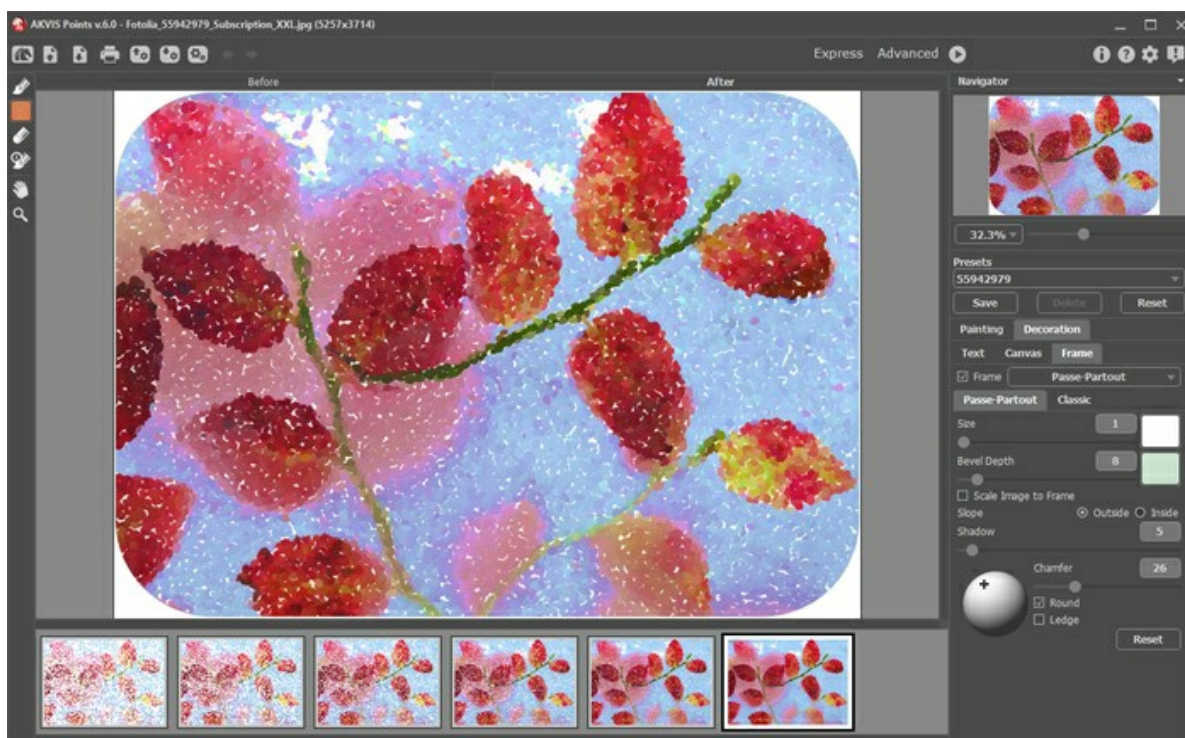 AKVIS Points v.6.0 - Fotolia_55942979_Subscription_XXL.jpg (5257x3714)
Express Advanced
Before After
Navigator
32.3%
Presets
55942979
Save Delete Reset
Painting Decoration
Text Canvas Frame
Frame Passe-Partout
Passe-Partout Classic
Size 1
Bevel Depth 8
Scale Image to Frame
Slope Outside Inside
Shadow 5
Chamfer 26
Round
Ledge
Reset